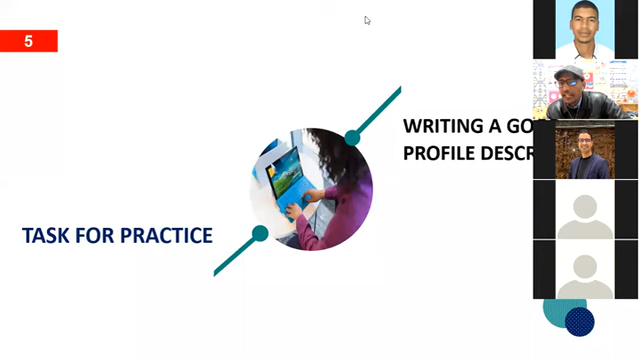 5
WRITING A GO
PROFILE DESCR
TASK FOR PRACTICE